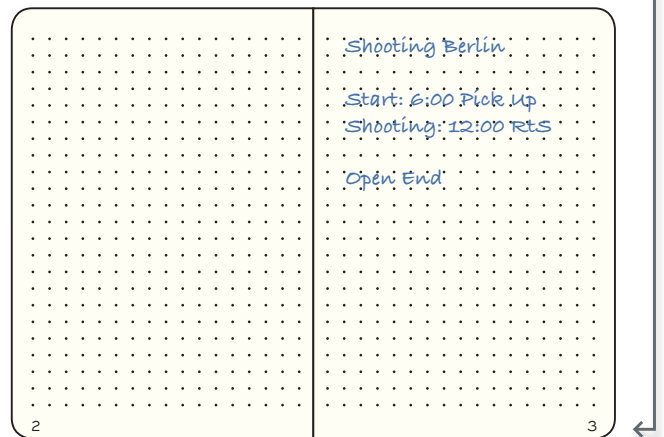 Shooting Berlin
Start: 6:00 Pick Up
Shooting: 12:00 RtS
Open End
2
3